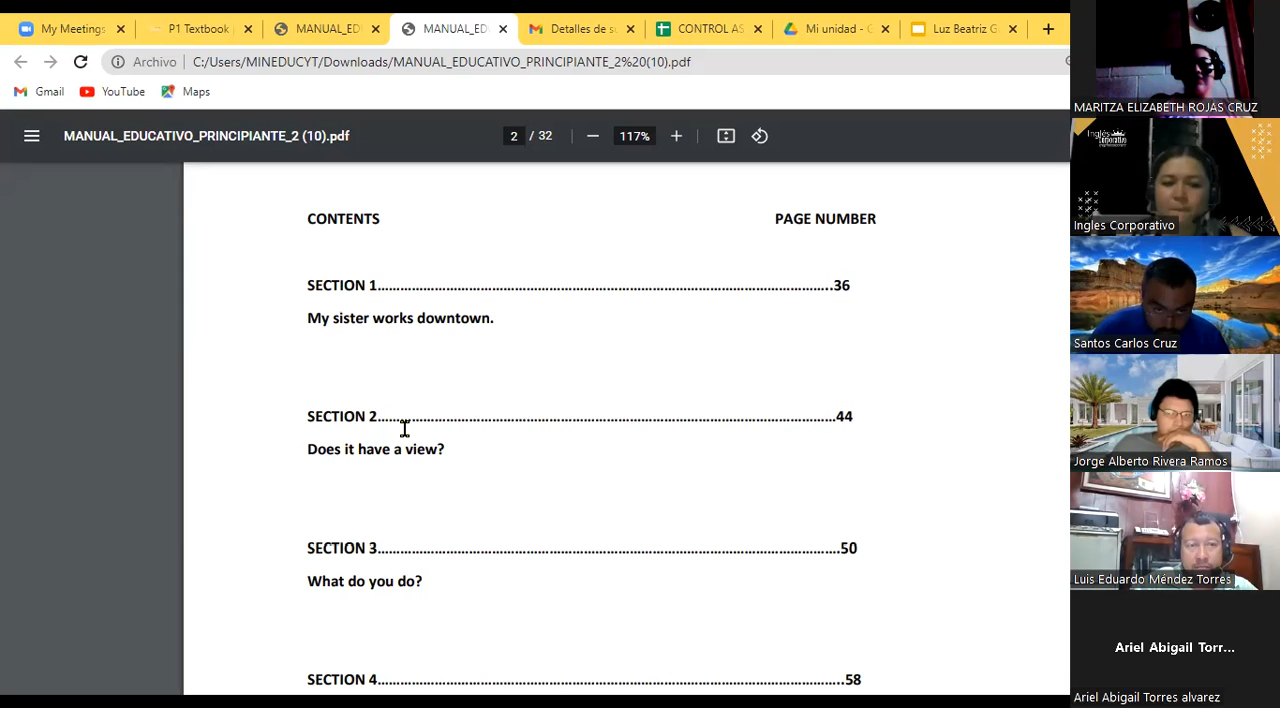 My Meetings
P1 Textbook
MANUAL_ED
MANUAL_ED
Detalles de su
CONTROL AS
Mi unidad - G
Luz Beatriz G
Archivo
C:/Users/MINEDUCYT/Downloads/MANUAL_EDUCATIVO_PRINCIPIANTE_2%20(10).pdf
Gmail
YouTube
Maps
MANUAL_EDUCATIVO_PRINCIPIANTE_2 (10).pdf
2 / 32
117%
CONTENTS PAGE NUMBER
SECTION 1……………………………………………………………………………………………..36
My sister works downtown.
SECTION 2………………………………………………………………………………………………44
Does it have a view?
SECTION 3……………………………………………………………………………………………….50
What do you do?
SECTION 4………………………………………………………………………………………………..58
MARITZA ELIZABETH ROJAS CRUZ
Inglés
Corporativo
Ingles Corporativo
Santos Carlos Cruz
Jorge Alberto Rivera Ramos
Luis Eduardo Méndez Torres
Ariel Abigail Torr...
Ariel Abigail Torres alvarez